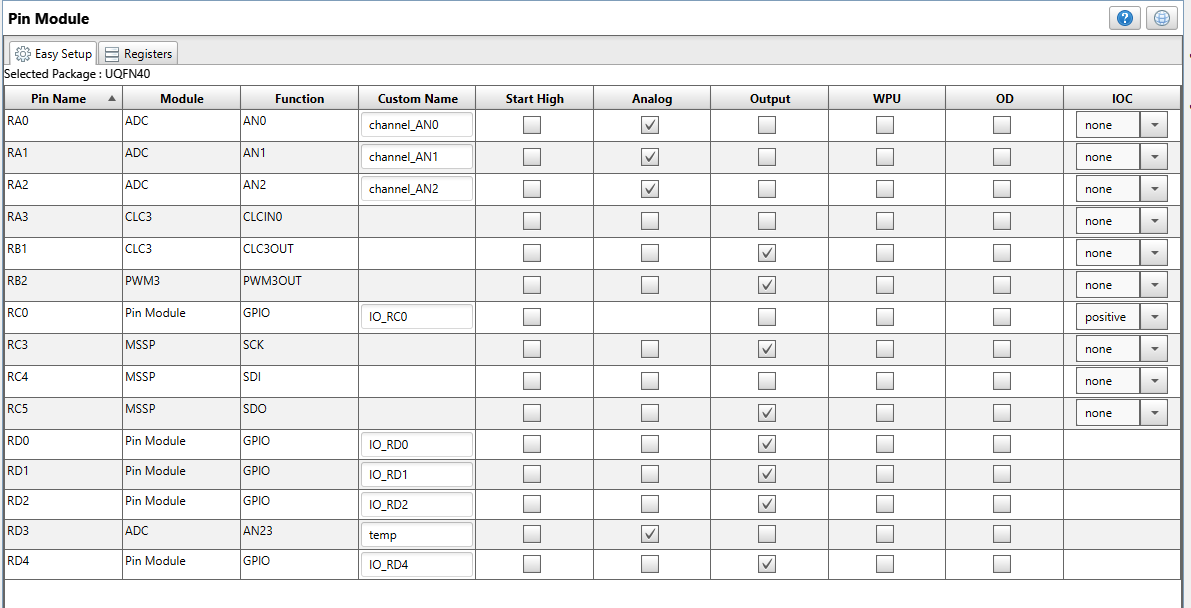 Pin Module
Easy Setup Registers
Selected Package : UQFN40
Pin Name Module Function Custom Name Start High Analog Output WPU OD IOC
RA0 ADC AN0 channel_AN0 none
RA1 ADC AN1 channel_AN1 none
RA2 ADC AN2 channel_AN2 none
RA3 CLC3 CLCIN0 none
RB1 CLC3 CLC3OUT none
RB2 PWM3 PWM3OUT none
RC0 Pin Module GPIO IO_RC0 positive
RC3 MSSP SCK none
RC4 MSSP SDI none
RC5 MSSP SDO none
RD0 Pin Module GPIO IO_RD0
RD1 Pin Module GPIO IO_RD1
RD2 Pin Module GPIO IO_RD2
RD3 ADC AN23 temp
RD4 Pin Module GPIO IO_RD4